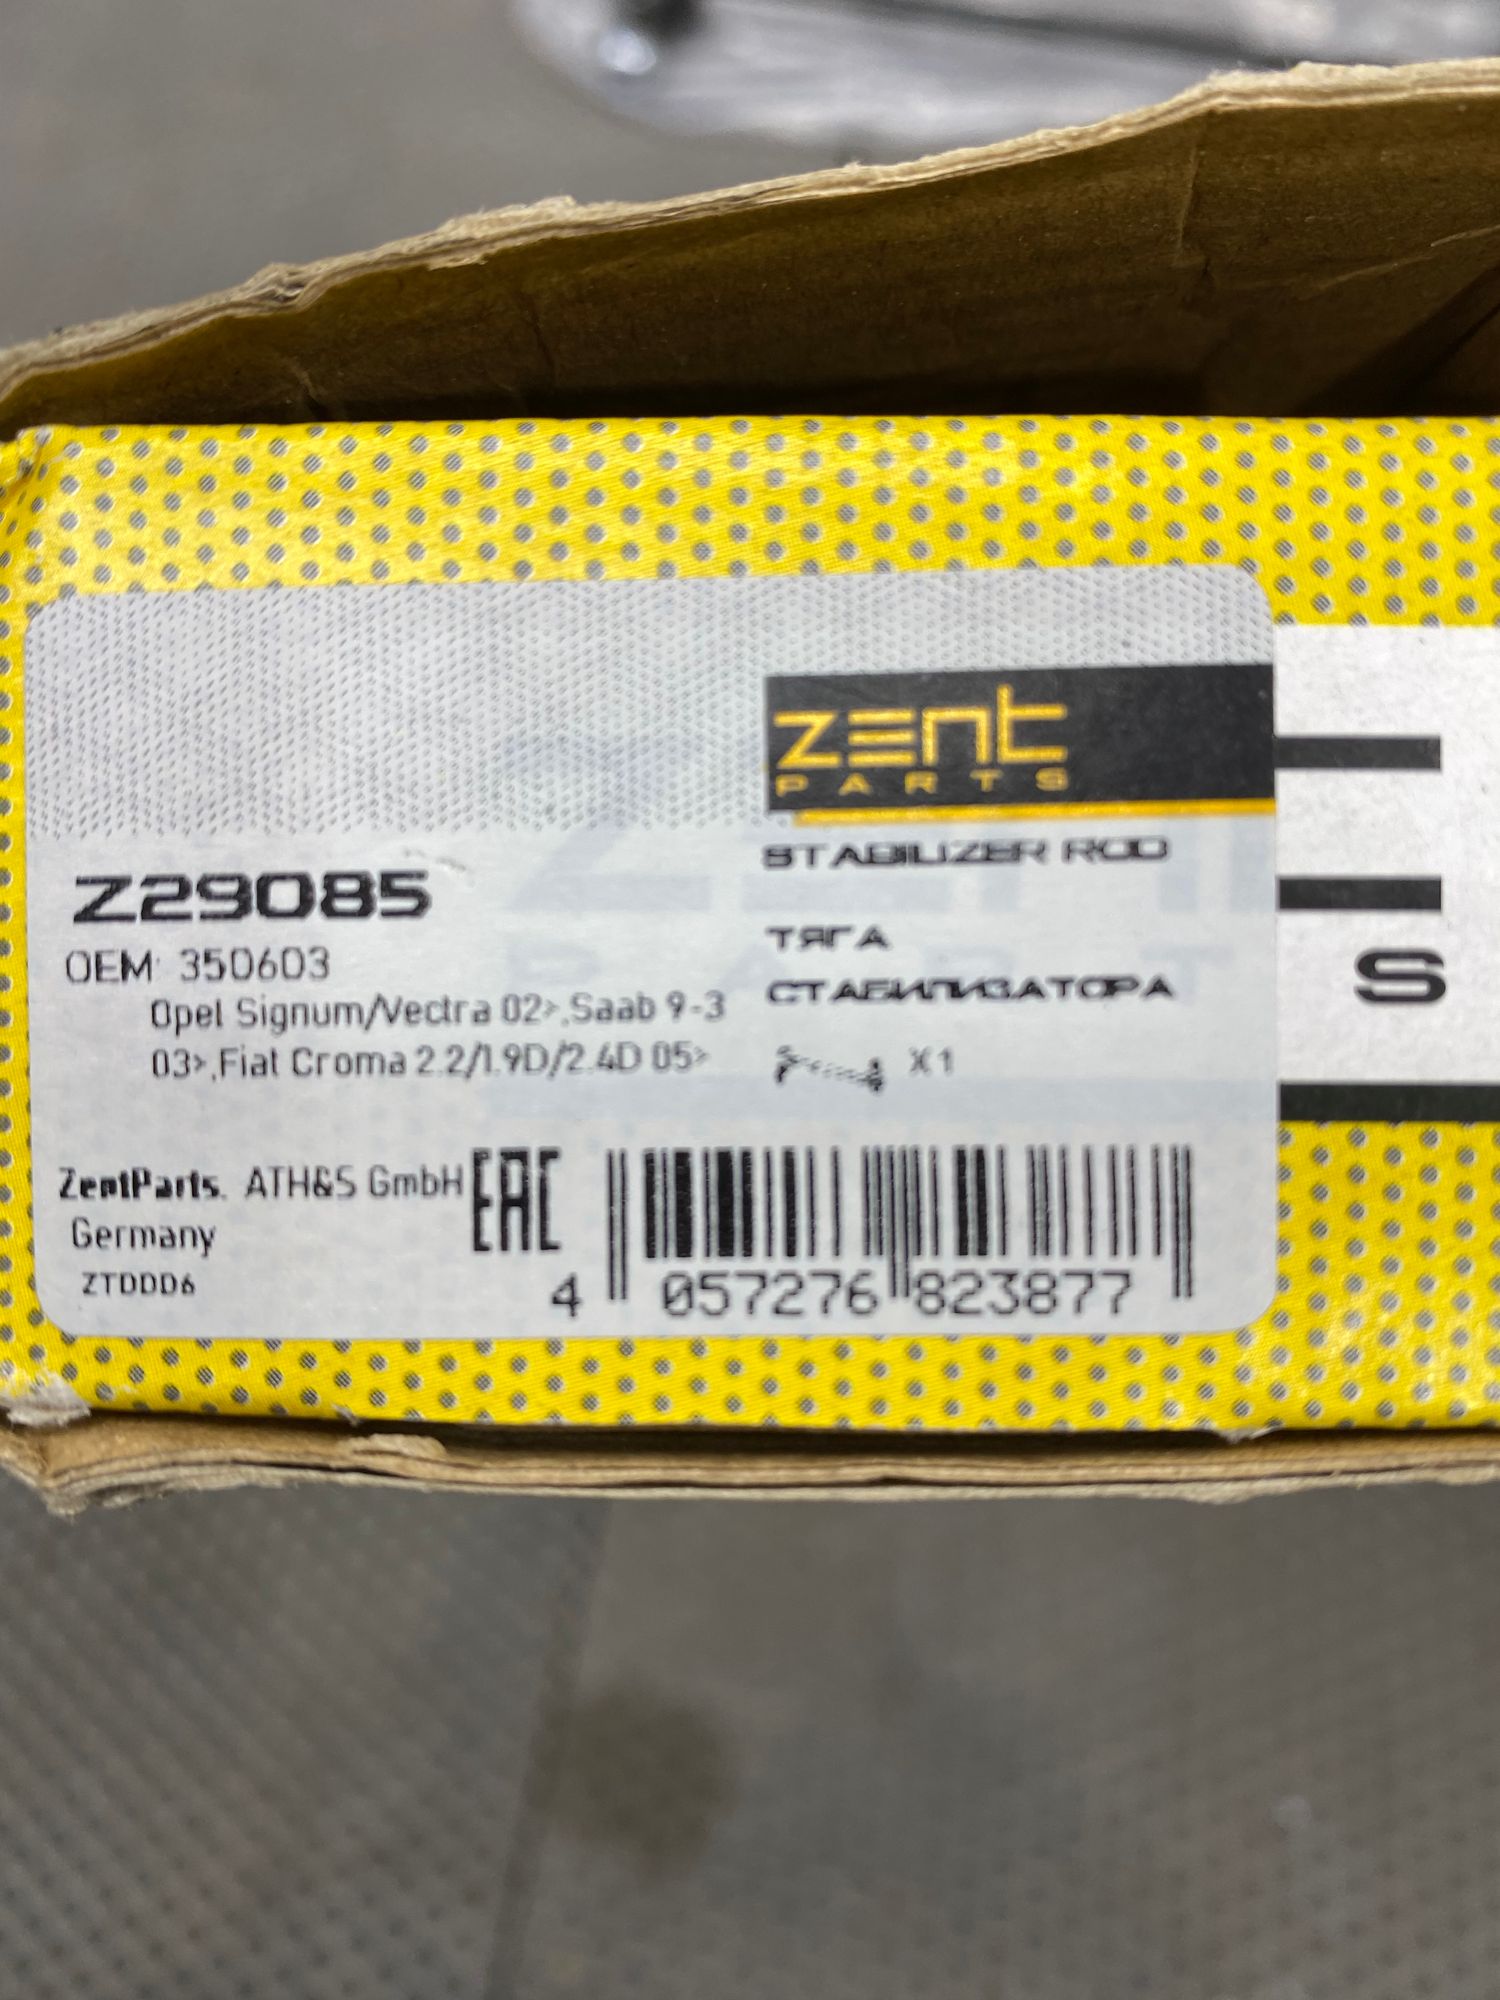 zent
PARTS
STABILIZER ROD
Z29085
ТЯГА
СТАБИЛИЗАТОРА
OEM: 350603
Opel Signum/Vectra 02>,Saab 9-3
03>,Fiat Croma 2.2/1.9D/2.4D 05>
X1
S
ZentParts. ATH&S GmbH
Germany
EAC
ZTDDD6
4 057276 823877